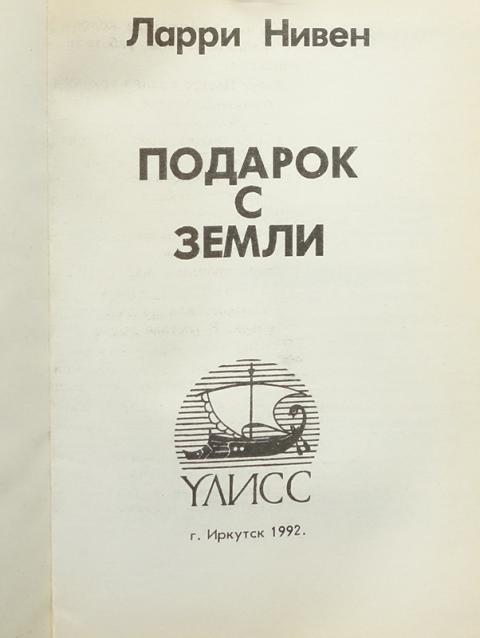 Ларри Нивен
ПОДАРОК
С
ЗЕМЛИ
УЛИСС
г. Иркутск 1992.